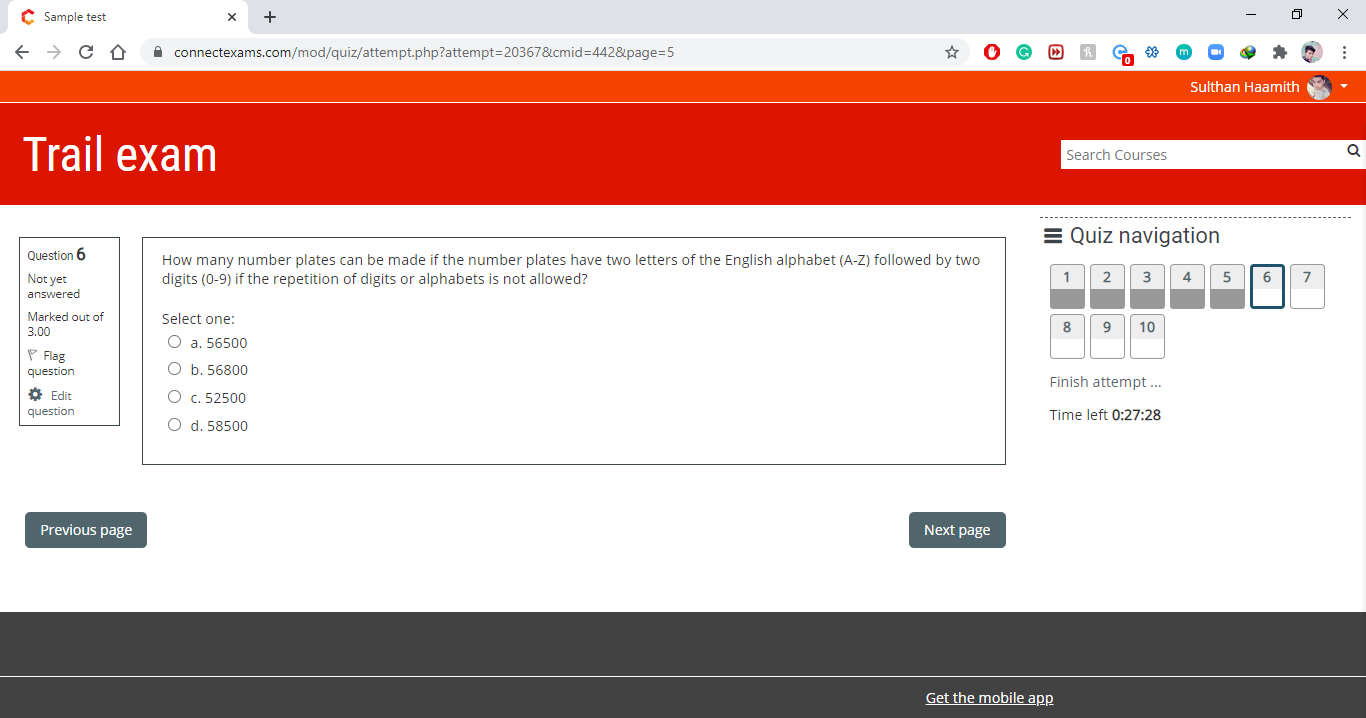 Sample test
connectexams.com/mod/quiz/attempt.php?attempt=20367&cmid=442&page=5
0
m
Sulthan Haamith
Trail exam
Search Courses
Question 6
Not yet
answered
Marked out of
3.00
Flag
question
Edit
question
How many number plates can be made if the number plates have two letters of the English alphabet (A-Z) followed by two
digits (0-9) if the repetition of digits or alphabets is not allowed?
Select one:
a. 56500
b. 56800
c. 52500
d. 58500
Previous page
Next page
Quiz navigation
1 2 3 4 5 6 7
8 9 10
Finish attempt ...
Time left 0:27:28
Get the mobile app